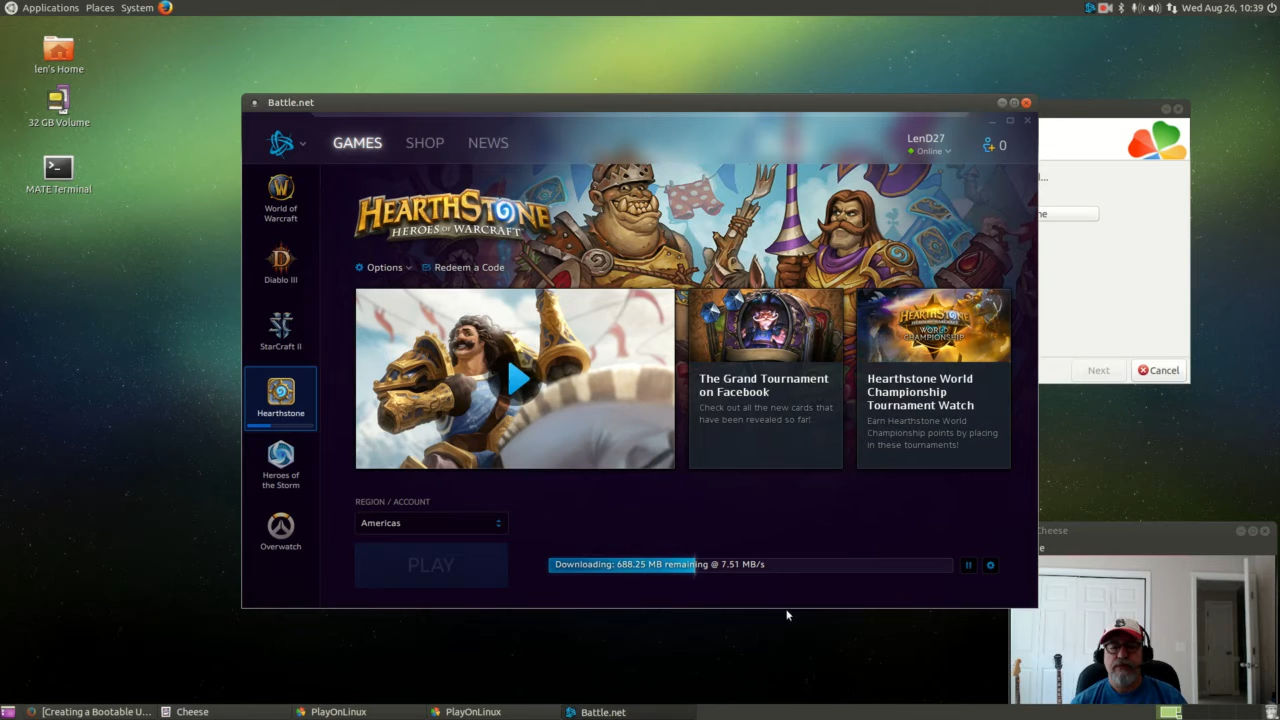 Applications Places System
Wed Aug 26, 10:39
len's Home
32 GB Volume
MATE Terminal
Battle.net
GAMES SHOP NEWS
LenD27
Online
0
World of
Warcraft
Diablo III
StarCraft II
Hearthstone
Heroes of
the Storm
Overwatch
HEARTHSTONE
HEROES OF WARCRAFT
Options
Redeem a Code
The Grand Tournament
on Facebook
Check out all the new cards that
have been revealed so far!
HEARTHSTONE
WORLD
CHAMPIONSHIP
Hearthstone World
Championship
Tournament Watch
Earn Hearthstone World
Championship points by placing
in these tournaments!
REGION / ACCOUNT
Americas
PLAY
Downloading: 688.25 MB remaining @ 7.51 MB/s
...
ne
Next
Cancel
Cheese
e
[Creating a Bootable U...
Cheese
PlayOnLinux
PlayOnLinux
Battle.net